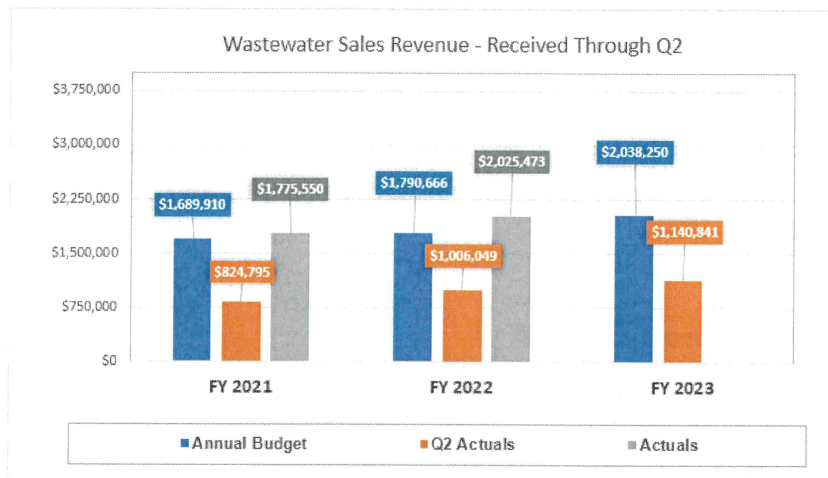 Wastewater Sales Revenue - Received Through Q2
$3,750,000
$3,000,000
$2,250,000
$1,500,000
$750,000
$0
$1,689,910
$824,795
$1,775,550
$1,790,666
$1,006,049
$2,025,473
$2,038,250
$1,140,841
FY 2021
FY 2022
FY 2023
Annual Budget
Q2 Actuals
Actuals